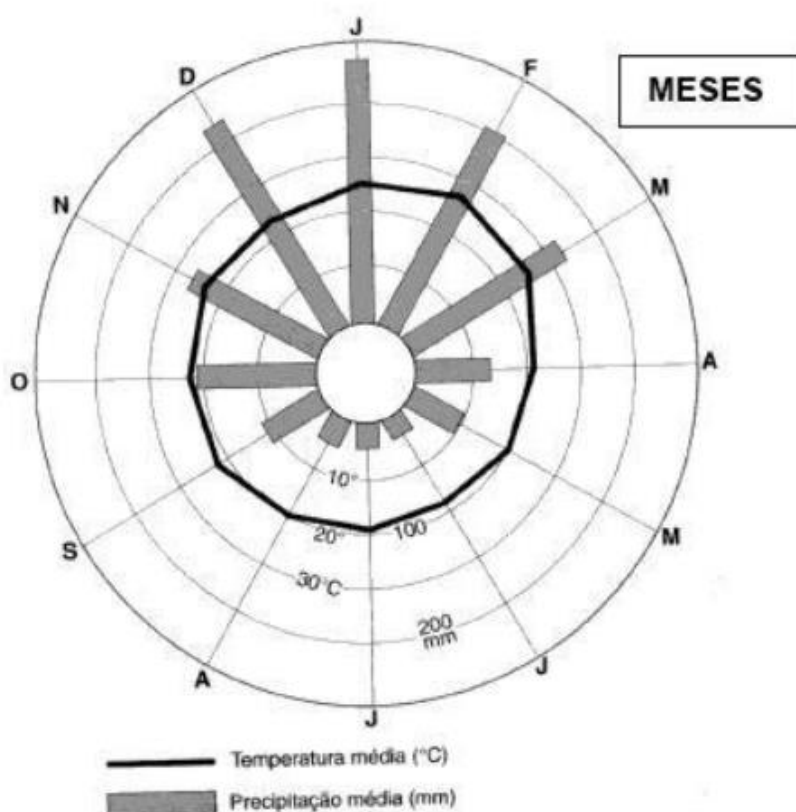 J
D
F
MESES
N
M
O
A
10°
20°
100
30°C
200
mm
S
M
A
J
J
Temperatura média (°C)
Precipitação média (mm)